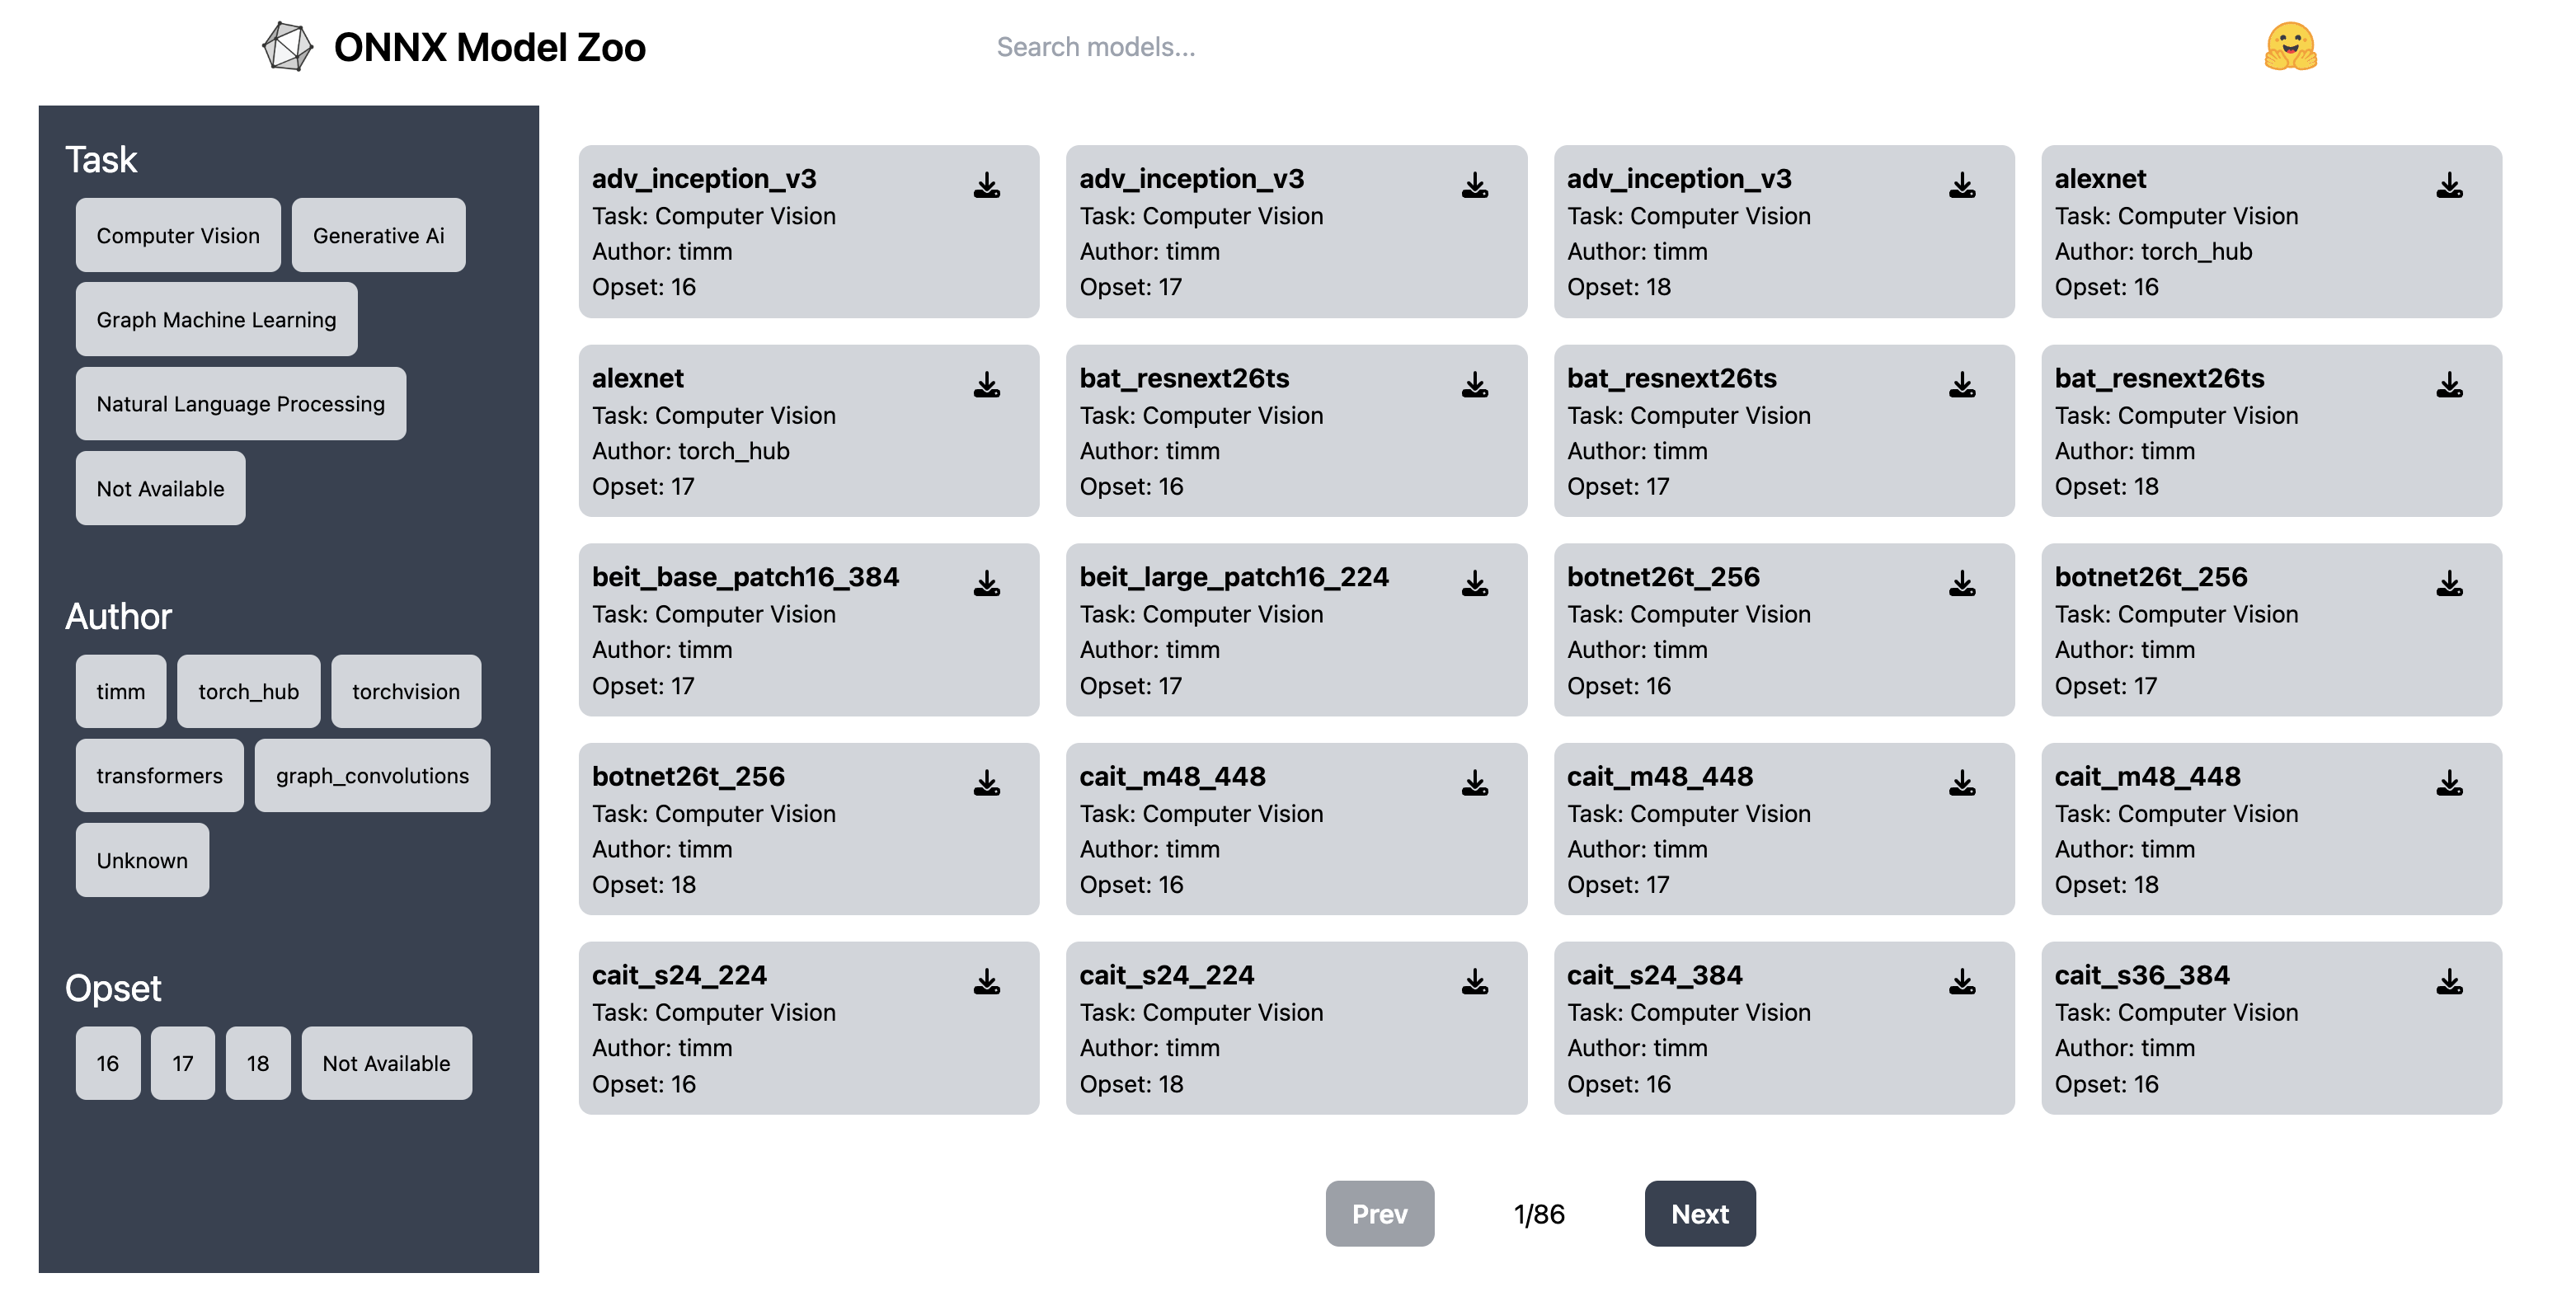 ONNX Model Zoo
Search models...
Task
Computer Vision
Generative Ai
Graph Machine Learning
Natural Language Processing
Not Available
Author
timm
torch_hub
torchvision
transformers
graph_convolutions
Unknown
Opset
16
17
18
Not Available
adv_inception_v3
Task: Computer Vision
Author: timm
Opset: 16
adv_inception_v3
Task: Computer Vision
Author: timm
Opset: 17
adv_inception_v3
Task: Computer Vision
Author: timm
Opset: 18
alexnet
Task: Computer Vision
Author: torch_hub
Opset: 16
alexnet
Task: Computer Vision
Author: torch_hub
Opset: 17
bat_resnext26ts
Task: Computer Vision
Author: timm
Opset: 16
bat_resnext26ts
Task: Computer Vision
Author: timm
Opset: 17
bat_resnext26ts
Task: Computer Vision
Author: timm
Opset: 18
beit_base_patch16_384
Task: Computer Vision
Author: timm
Opset: 17
beit_large_patch16_224
Task: Computer Vision
Author: timm
Opset: 17
botnet26t_256
Task: Computer Vision
Author: timm
Opset: 16
botnet26t_256
Task: Computer Vision
Author: timm
Opset: 17
botnet26t_256
Task: Computer Vision
Author: timm
Opset: 18
cait_m48_448
Task: Computer Vision
Author: timm
Opset: 16
cait_m48_448
Task: Computer Vision
Author: timm
Opset: 17
cait_m48_448
Task: Computer Vision
Author: timm
Opset: 18
cait_s24_224
Task: Computer Vision
Author: timm
Opset: 16
cait_s24_224
Task: Computer Vision
Author: timm
Opset: 18
cait_s24_384
Task: Computer Vision
Author: timm
Opset: 16
cait_s36_384
Task: Computer Vision
Author: timm
Opset: 16
Prev
1/86
Next